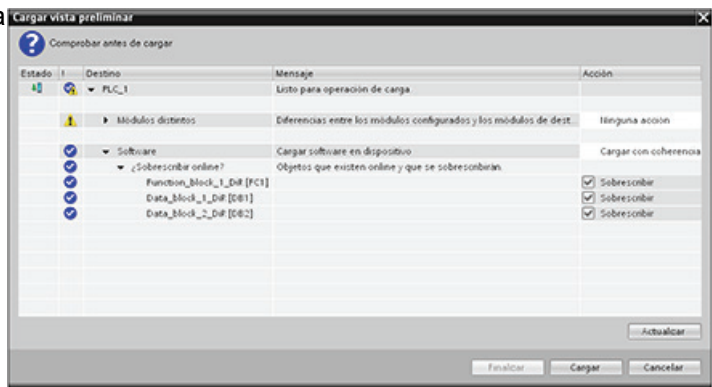 a
Cargar vista preliminar X
? Comprobar antes de cargar
Estado ! Destino Mensaje Acción
PLC_1 Listo para operación de carga
Módulos distintos Diferencias entre los módulos configurados y los módulos de dest... Ninguna acción
Software Cargar software en dispositivo Cargar con coherencia
¿Sobrescribir online? Objetos que existen online y que se sobrescribirán.
Function_block_1_Diff [FC1] Sobrescribir
Data_block_1_Diff [DB1] Sobrescribir
Data_block_2_Diff [DB2] Sobrescribir
Actualizar
Finalizar Cargar Cancelar